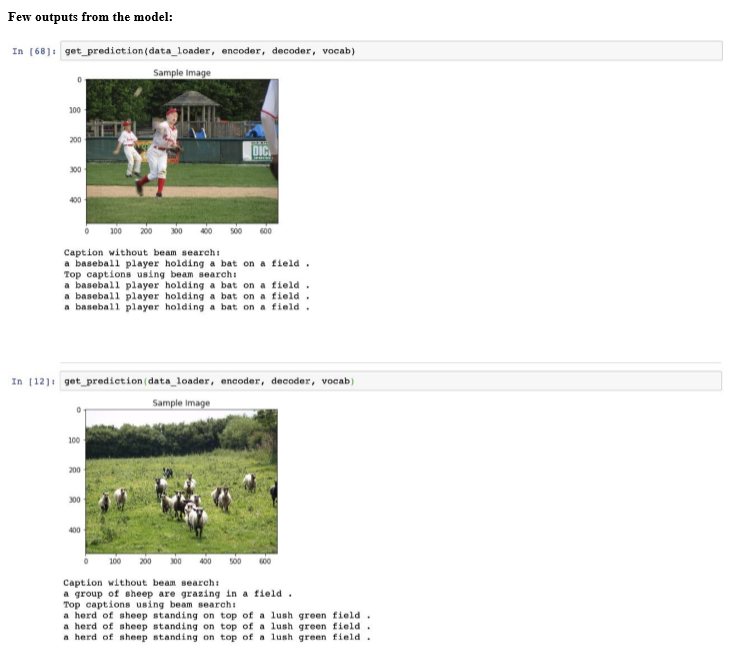 Few outputs from the model:
In [68]: get_prediction(data_loader, encoder, decoder, vocab)
Sample Image
0
100
200
300
400
DIC
0 100 200 300 400 500 600
Caption without beam search:
a baseball player holding a bat on a field .
Top captions using beam search:
a baseball player holding a bat on a field .
a baseball player holding a bat on a field .
a baseball player holding a bat on a field .
In [12]: get_prediction(data_loader, encoder, decoder, vocab)
Sample Image
0
100
200
300
400
0 100 200 300 400 500 600
Caption without beam search:
a group of sheep are grazing in a field .
Top captions using beam search:
a herd of sheep standing on top of a lush green field .
a herd of sheep standing on top of a lush green field .
a herd of sheep standing on top of a lush green field .